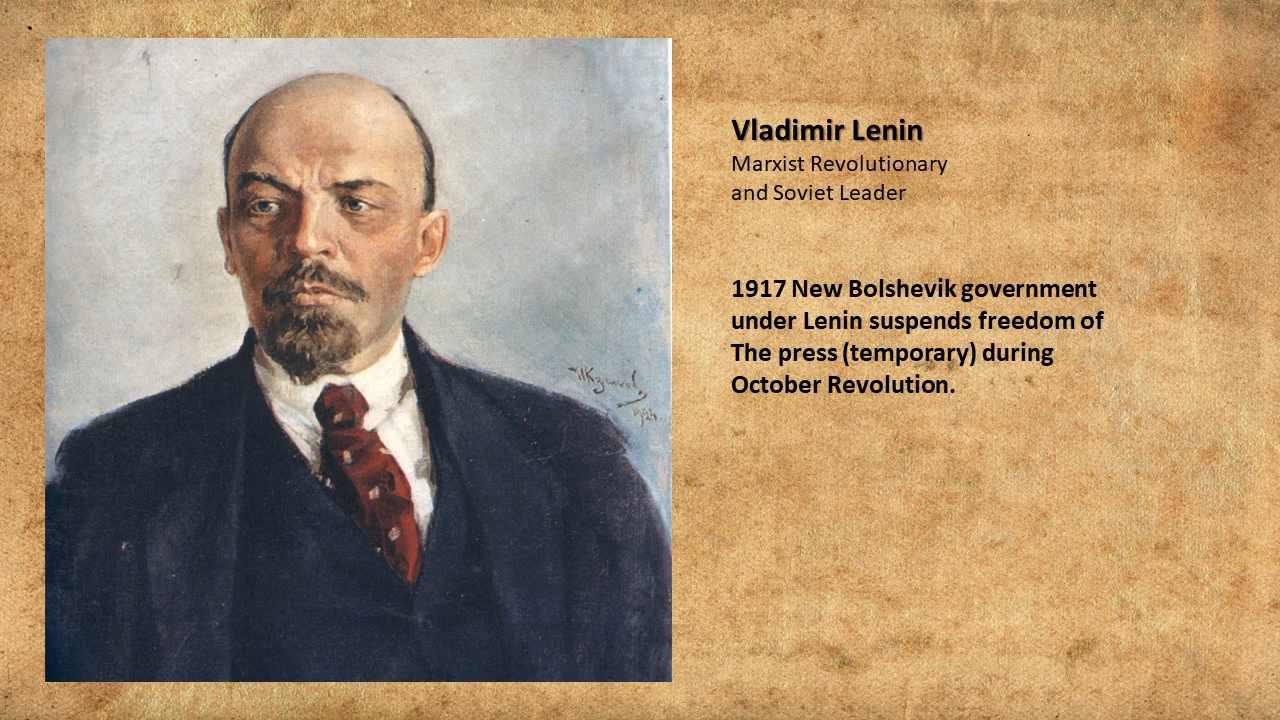 Vladimir Lenin
Marxist Revolutionary
and Soviet Leader
1917 New Bolshevik government
under Lenin suspends freedom of
The press (temporary) during
October Revolution.